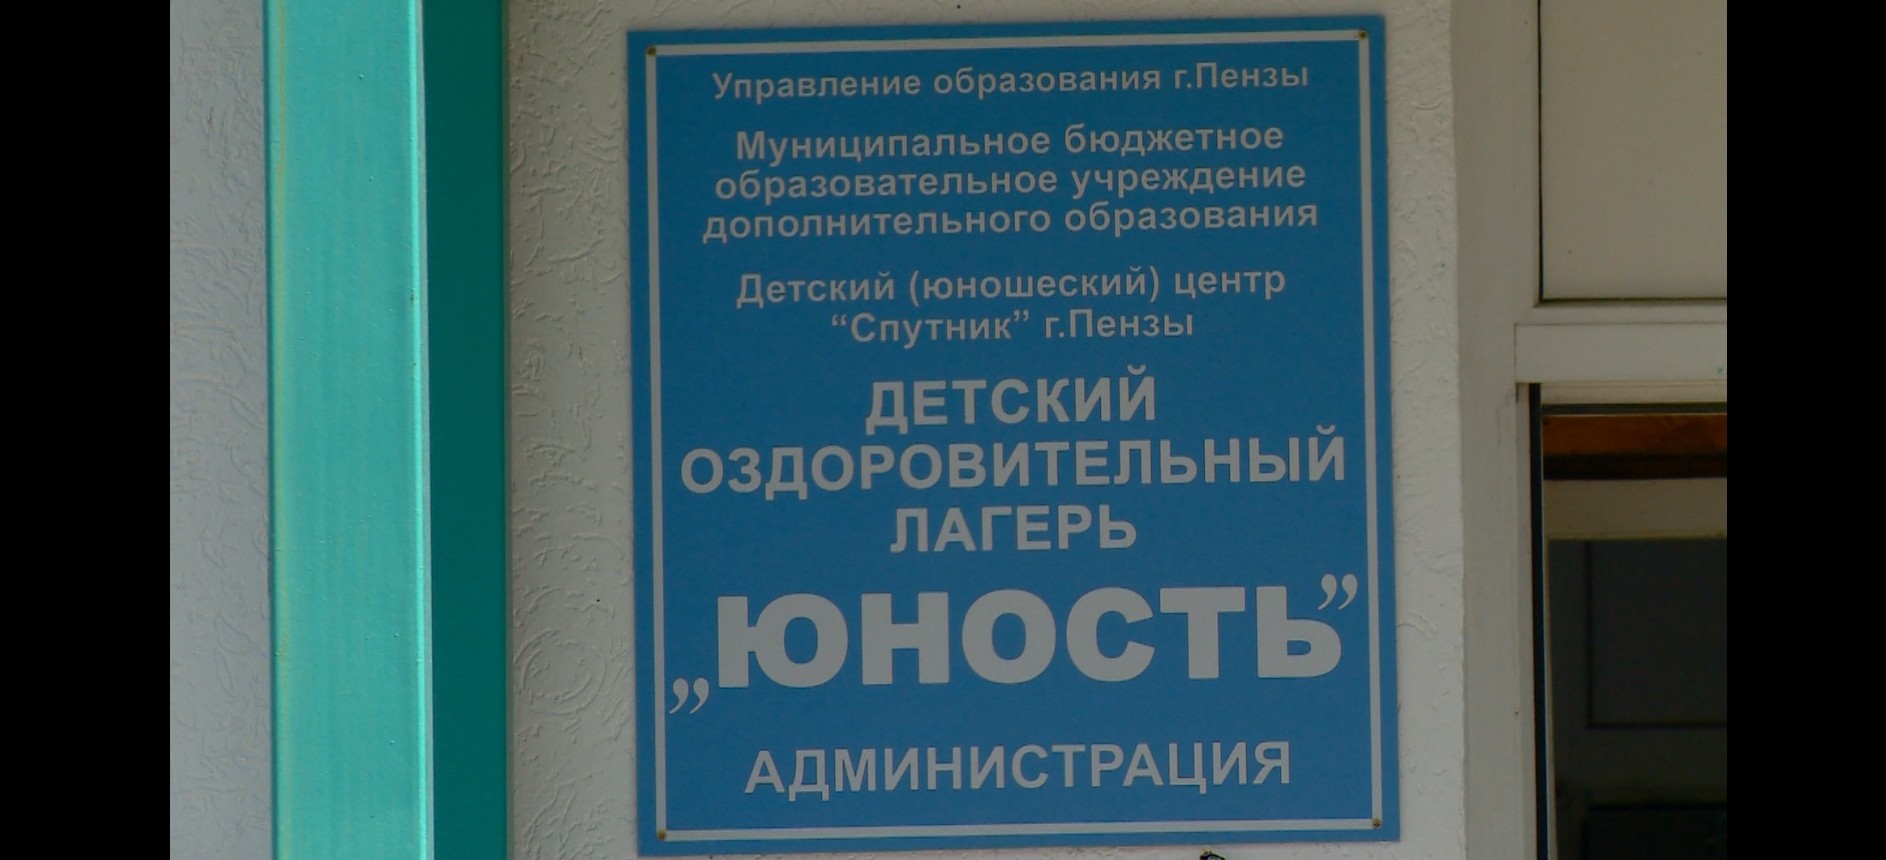 Управление образования г.Пензы
Муниципальное бюджетное
образовательное учреждение
дополнительного образования
Детский (юношеский) центр
“Спутник” г.Пензы
ДЕТСКИЙ
ОЗДОРОВИТЕЛЬНЫЙ
ЛАГЕРЬ
„ЮНОСТЬ”
АДМИНИСТРАЦИЯ